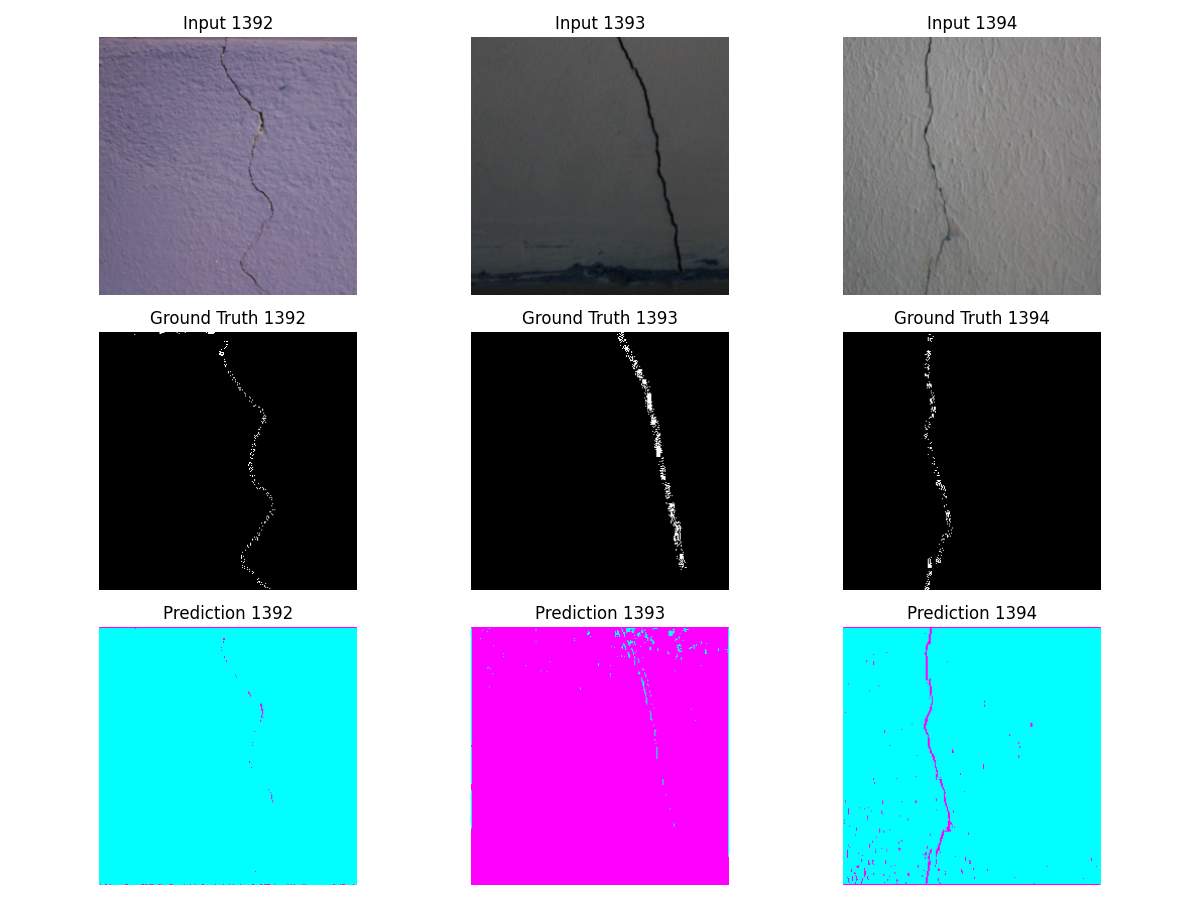 Input 1392
Input 1393
Input 1394
Ground Truth 1392
Ground Truth 1393
Ground Truth 1394
Prediction 1392
Prediction 1393
Prediction 1394